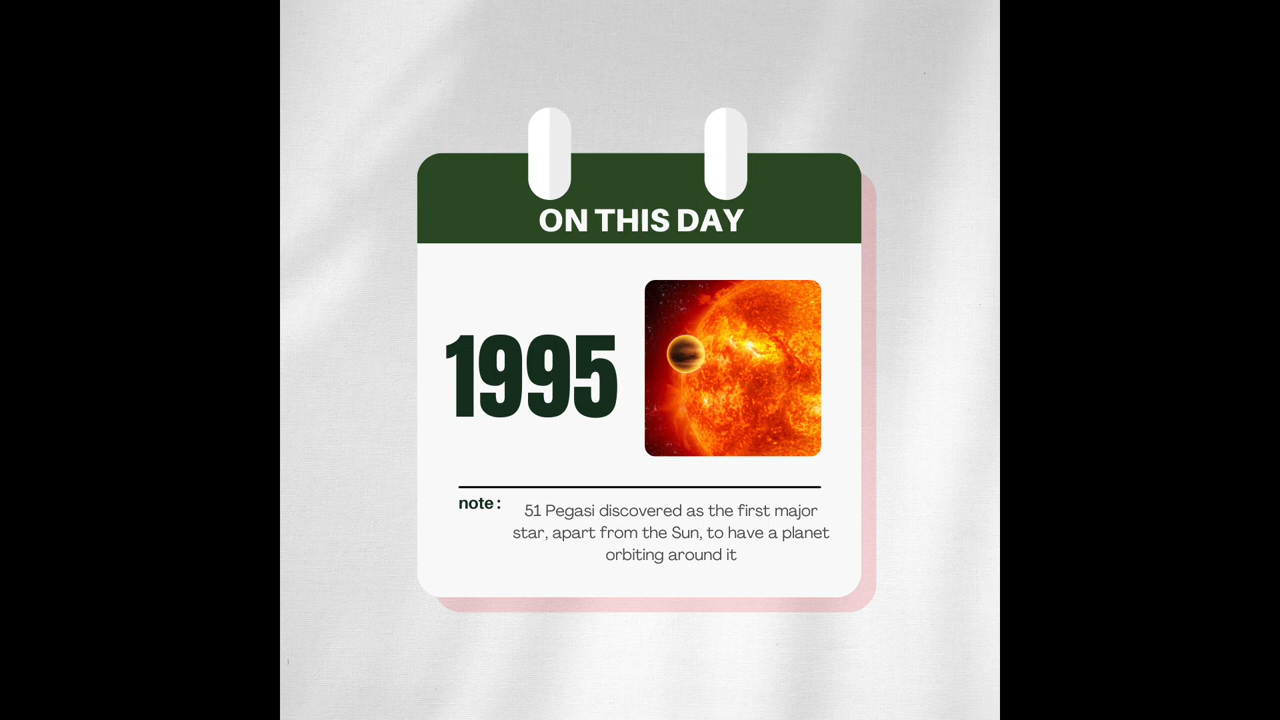 ON THIS DAY
1995
note :
51 Pegasi discovered as the first major
star, apart from the Sun, to have a planet
orbiting around it